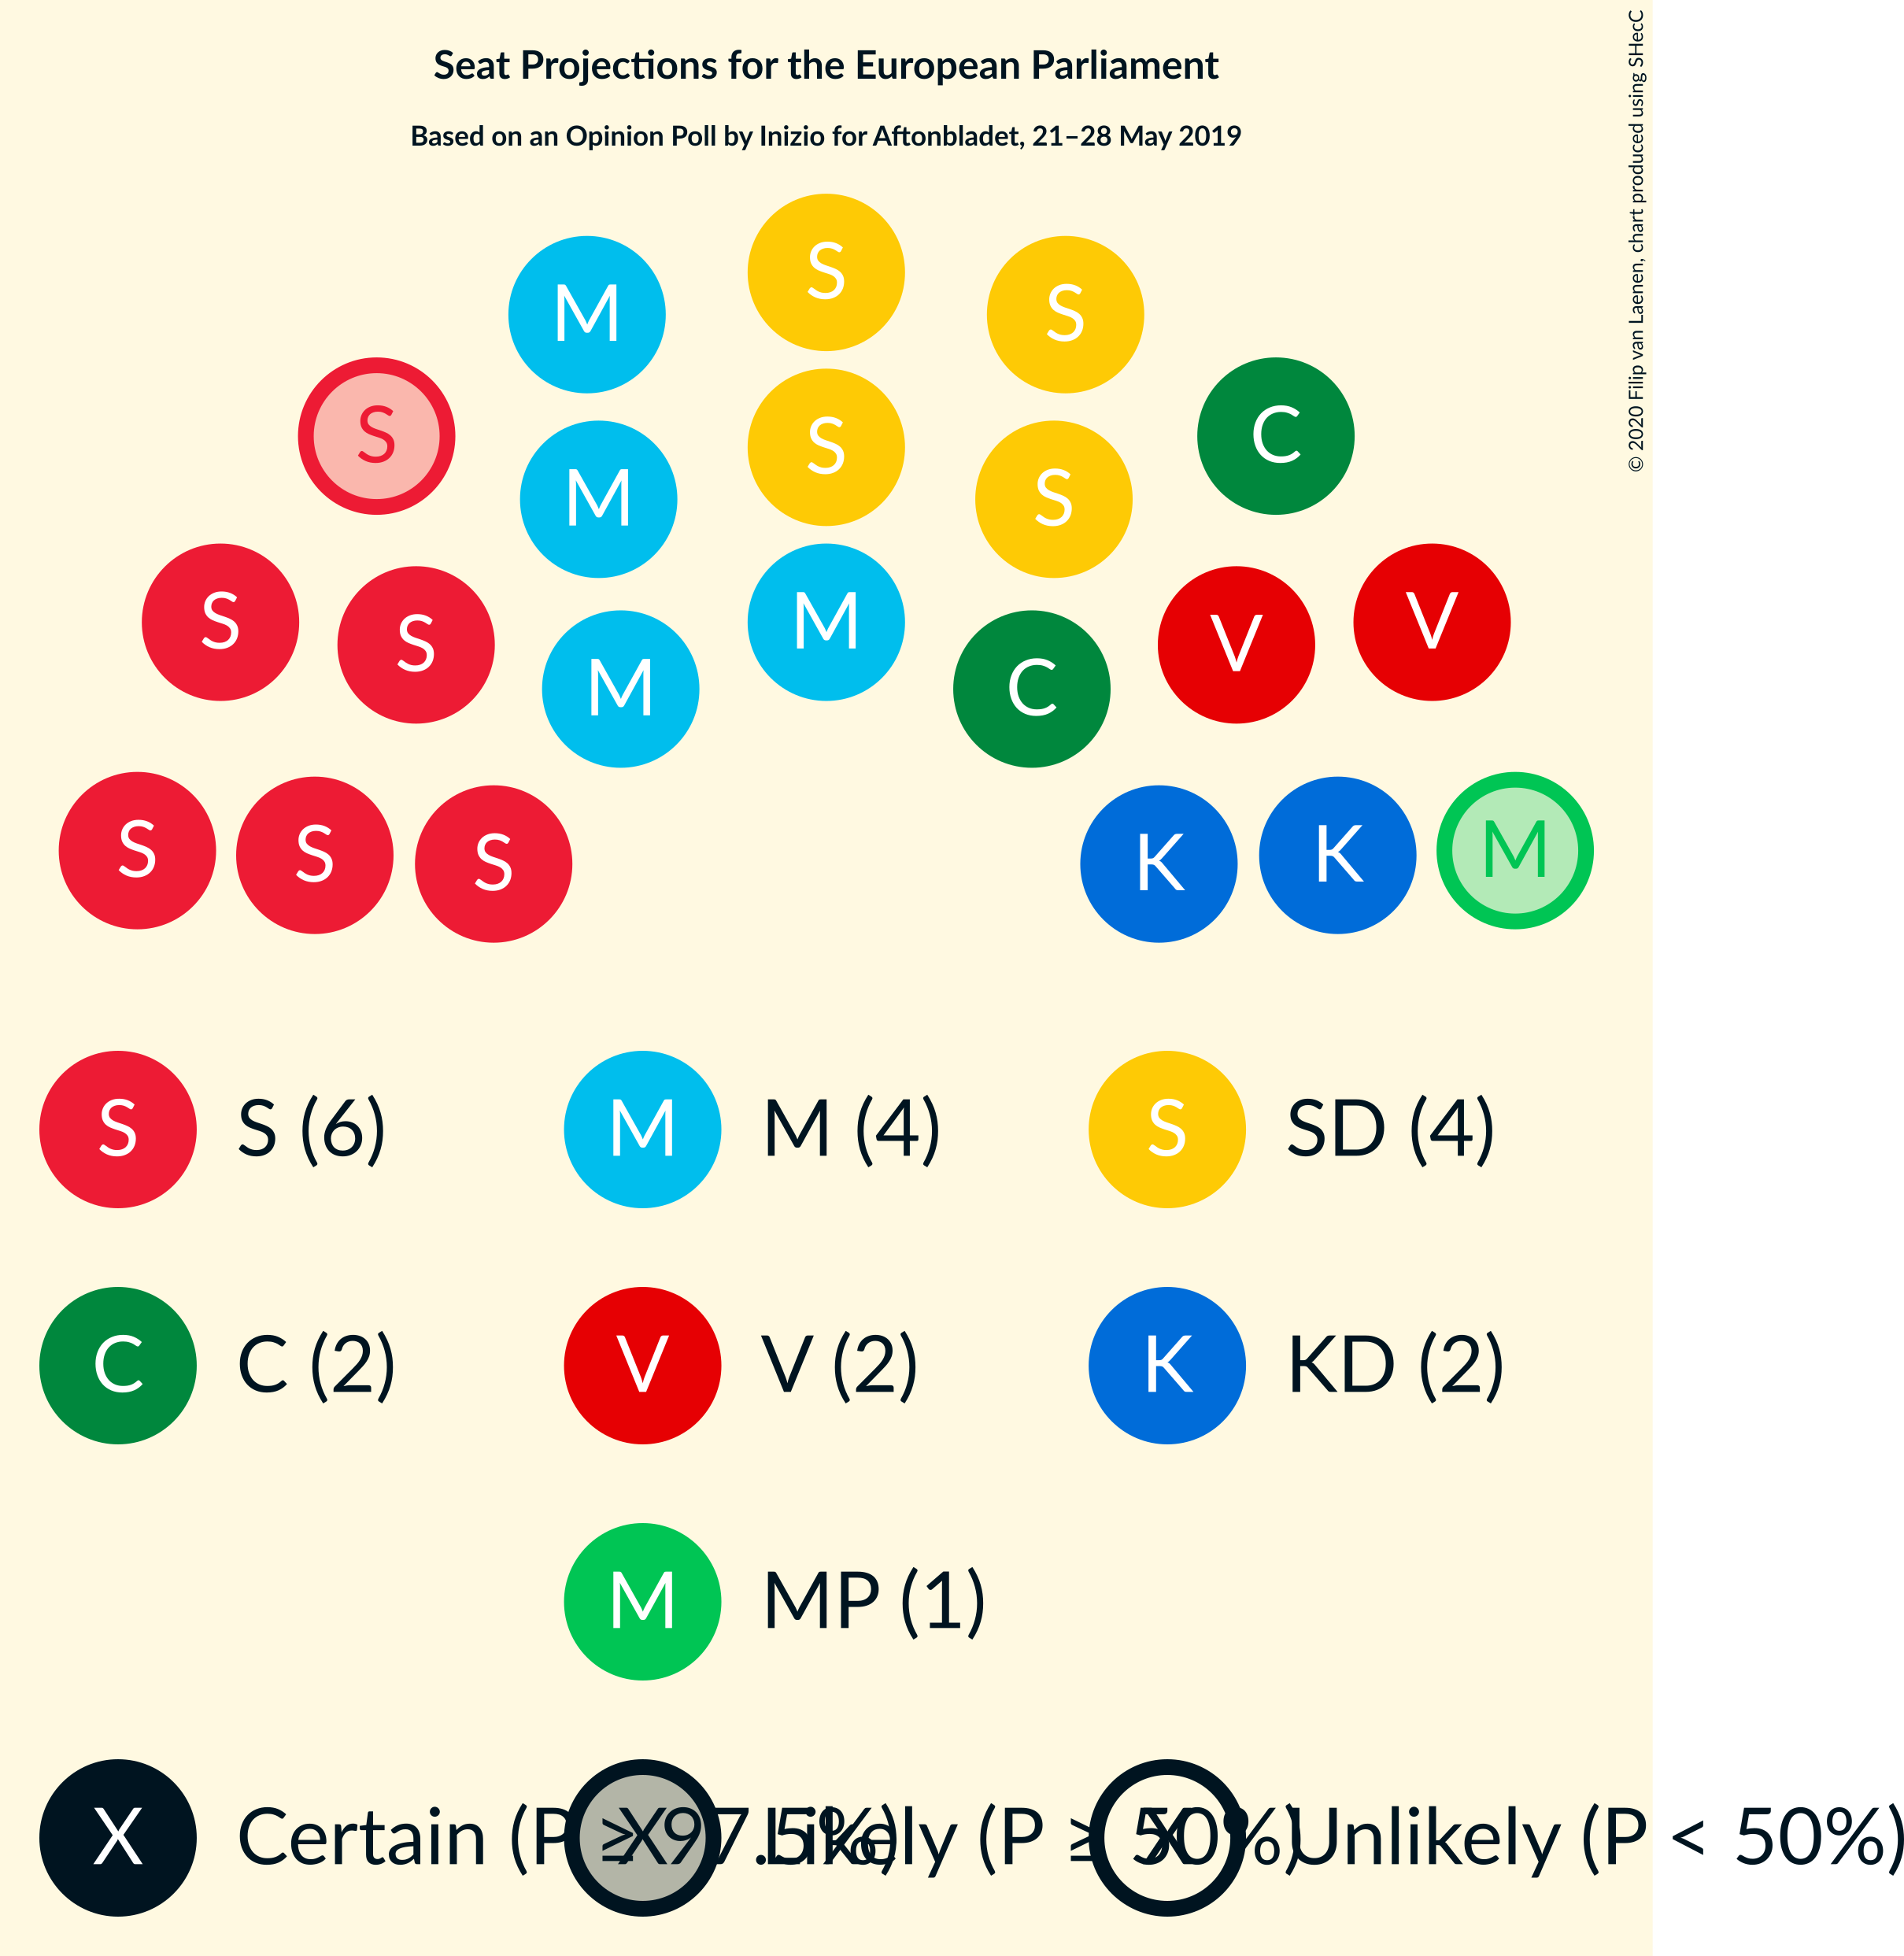 Seat Projections for the European Parliament
Based on an Opinion Poll by Inizio for Aftonbladet, 21–28 May 2019
© 2020 Filip van Laenen, chart produced using SHecC
S
M S
S
S C
M S
S
S M V V
S
M C
S S S K K M
S S (6) M M (4) S SD (4)
C C (2) V V (2) K KD (2)
M MP (1)
X Certain (P ≥ 97.5%) X Likely (P ≥ 50%) X Unlikely (P < 50%)